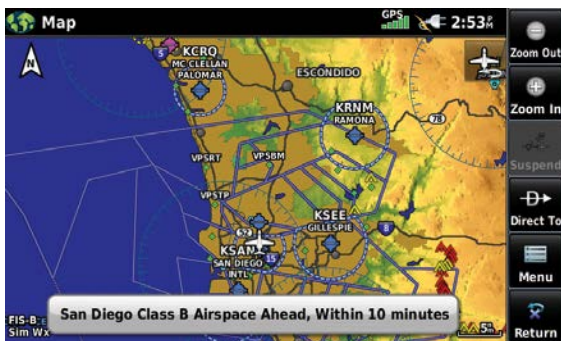 Map
GPS
2:53 P M
Zoom Out
Zoom In
Suspend
Direct To
Menu
Return
N
5
KCRQ
MC CLELLAN
PALOMAR
ESCONDIDO
KRNM
RAMONA
78
VPSRT
VPSBM
VPSTP
KSEE
GILLESPIE
8
52
KSAN
15
SAN DIEGO
INTL
San Diego Class B Airspace Ahead, Within 10 minutes
FIS-B
Sim Wx